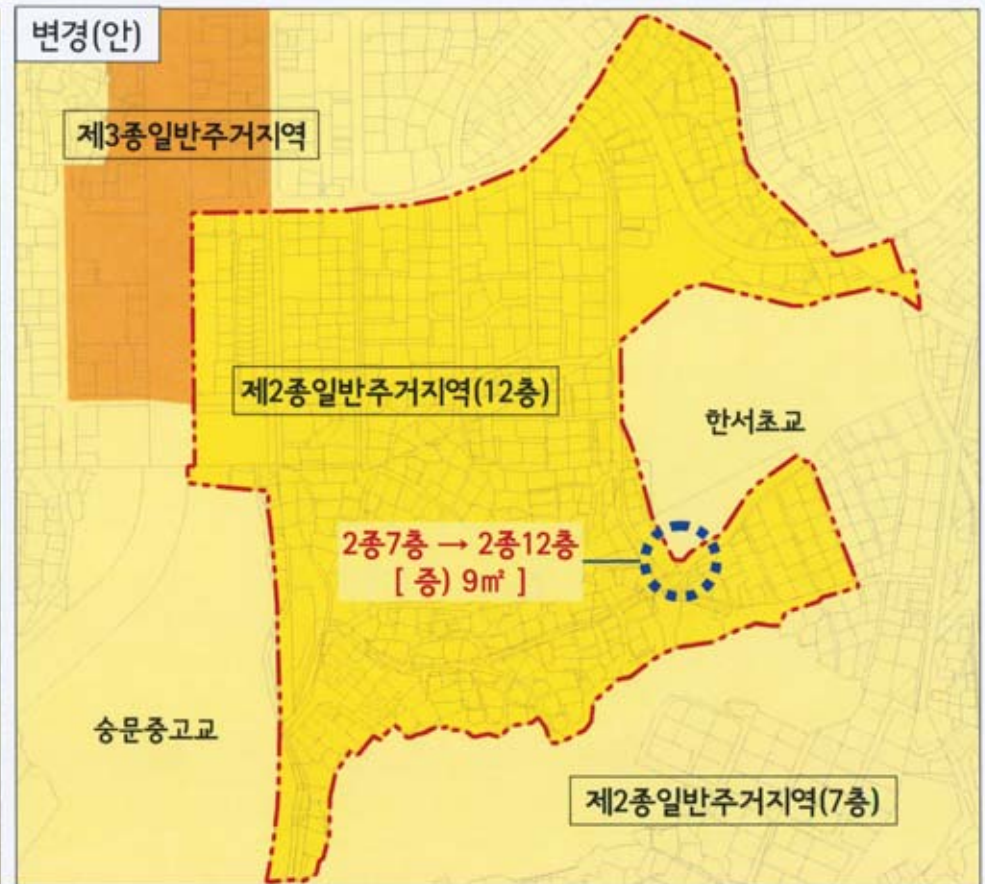 변경(안)
제3종일반주거지역
제2종일반주거지역(12층)
한서초교
2종7층 → 2종12층
[ 증) 9㎡ ]
숭문중고교
제2종일반주거지역(7층)